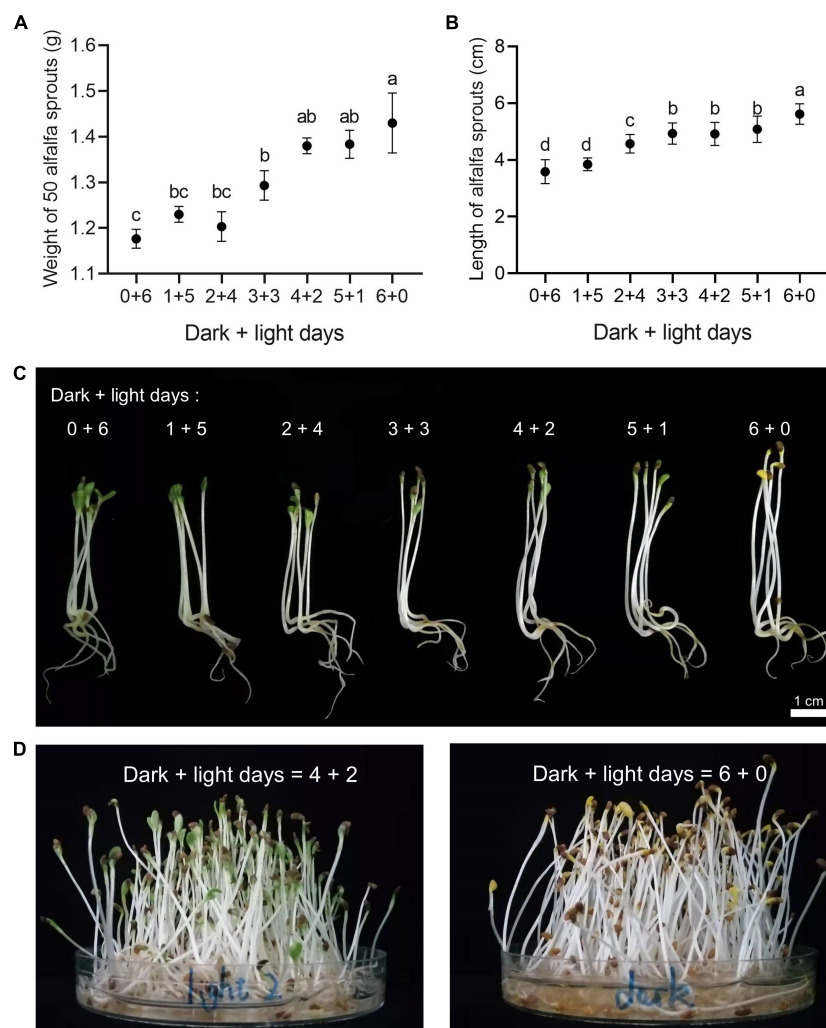 A
Weight of 50 alfalfa sprouts (g)
1.6
1.5
1.4
1.3
1.2
1.1
c
bc
bc
b
ab
ab
a
0+6 1+5 2+4 3+3 4+2 5+1 6+0
Dark + light days
B
Length of alfalfa sprouts (cm)
8
6
4
2
0
d
d
c
b
b
b
a
0+6 1+5 2+4 3+3 4+2 5+1 6+0
Dark + light days
C
Dark + light days :
0 + 6 1 + 5 2 + 4 3 + 3 4 + 2 5 + 1 6 + 0
1 cm
D
Dark + light days = 4 + 2
light 2
Dark + light days = 6 + 0
dark